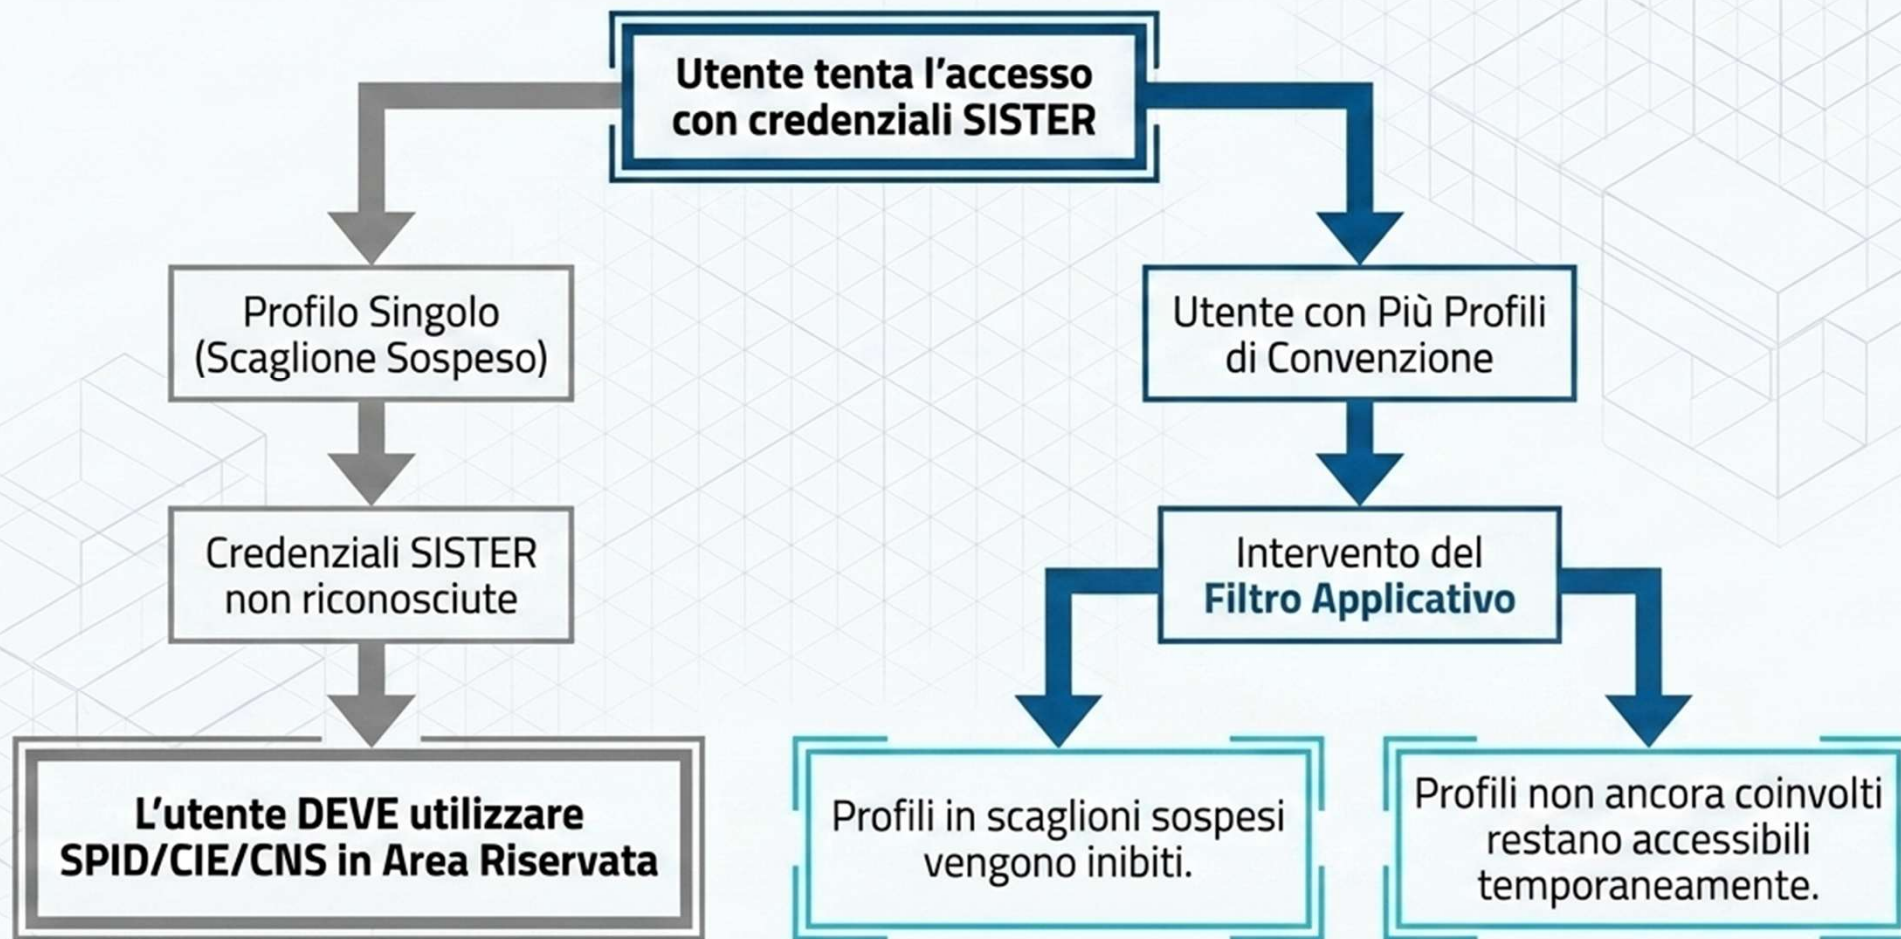 Utente tenta l'accesso
con credenziali SISTER
Profilo Singolo
(Scaglione Sospeso)
Utente con Più Profili
di Convenzione
Credenziali SISTER
non riconosciute
Intervento del
Filtro Applicativo
L'utente DEVE utilizzare
SPID/CIE/CNS in Area Riservata
Profili in scaglioni sospesi
vengono inibiti.
Profili non ancora coinvolti
restano accessibili
temporaneamente.